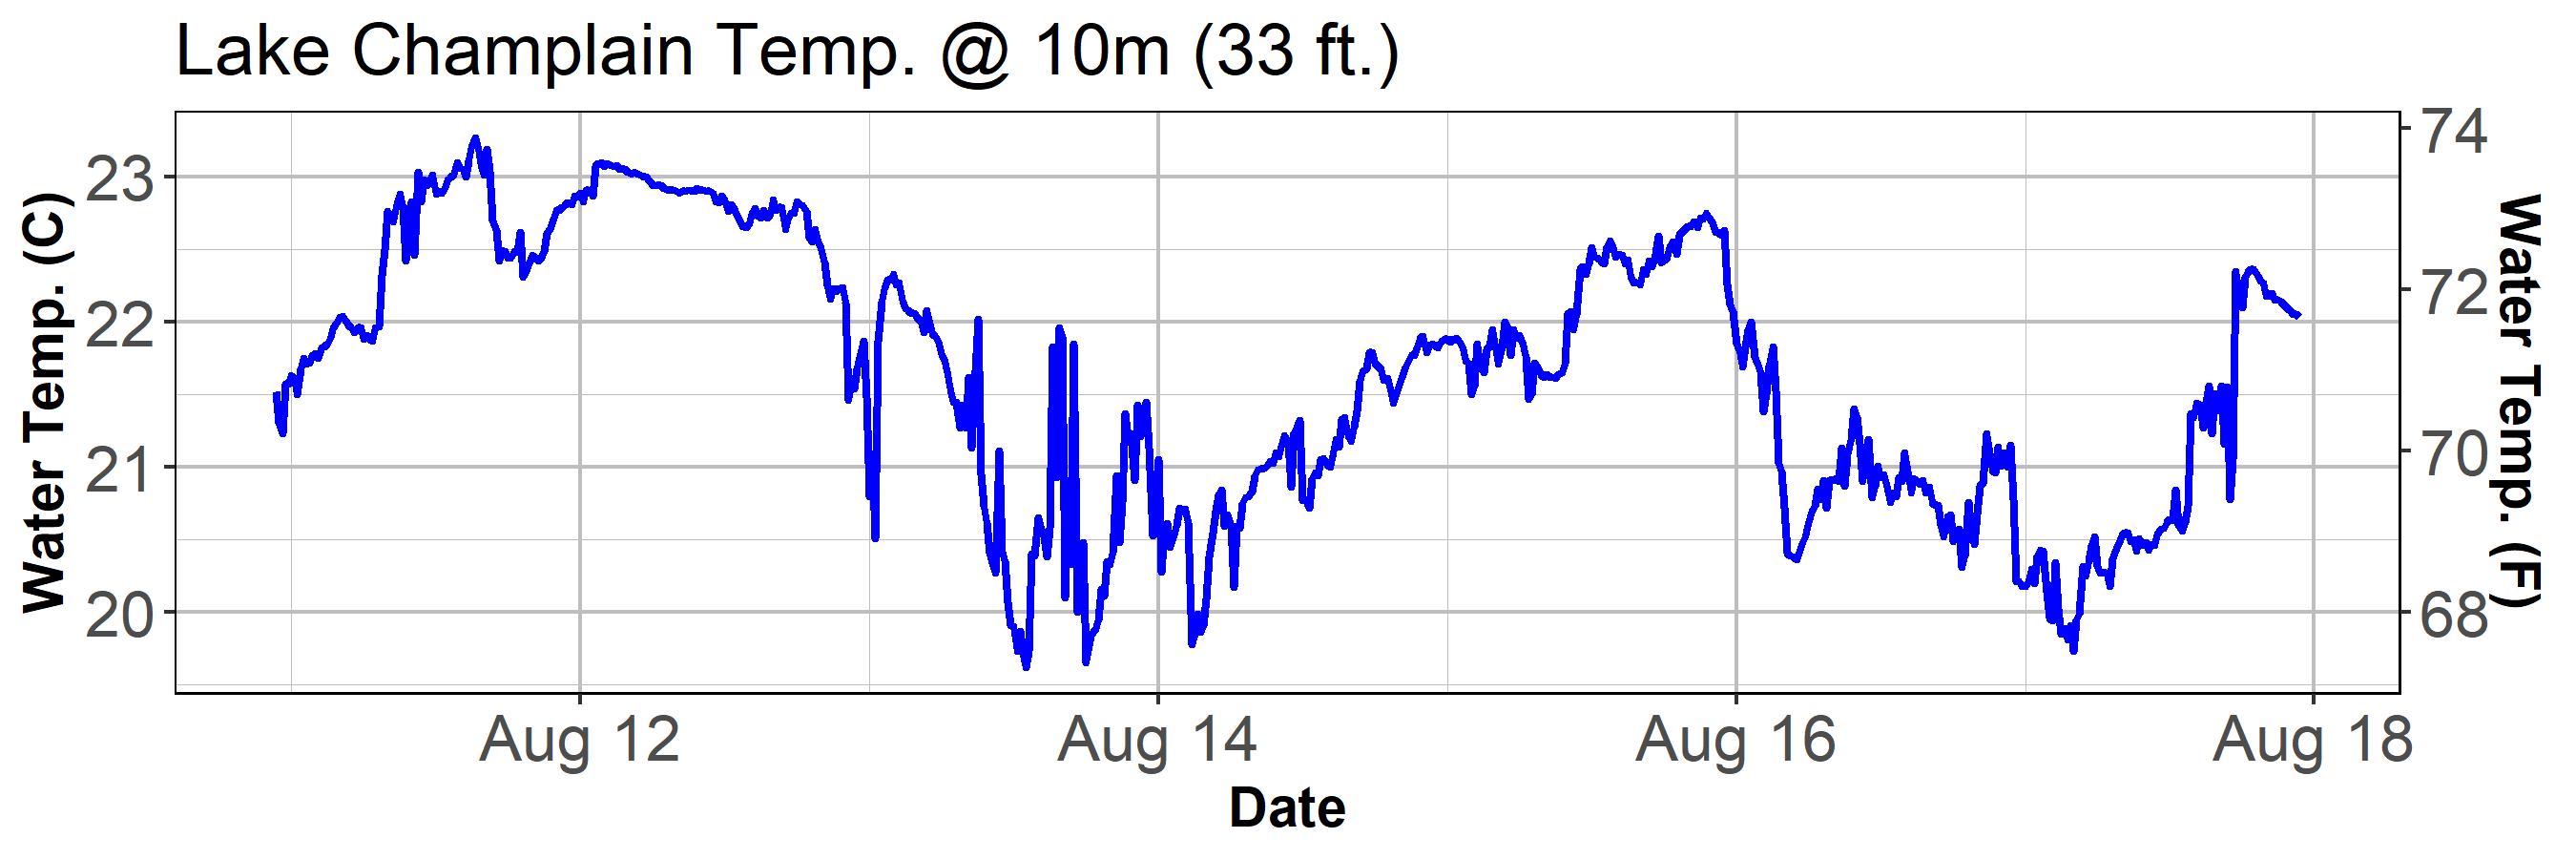 Lake Champlain Temp. @ 10m (33 ft.)
Water Temp. (C)
23
22
21
20
74
72
70
68
Water Temp. (F)
Aug 12 Aug 14 Aug 16 Aug 18
Date